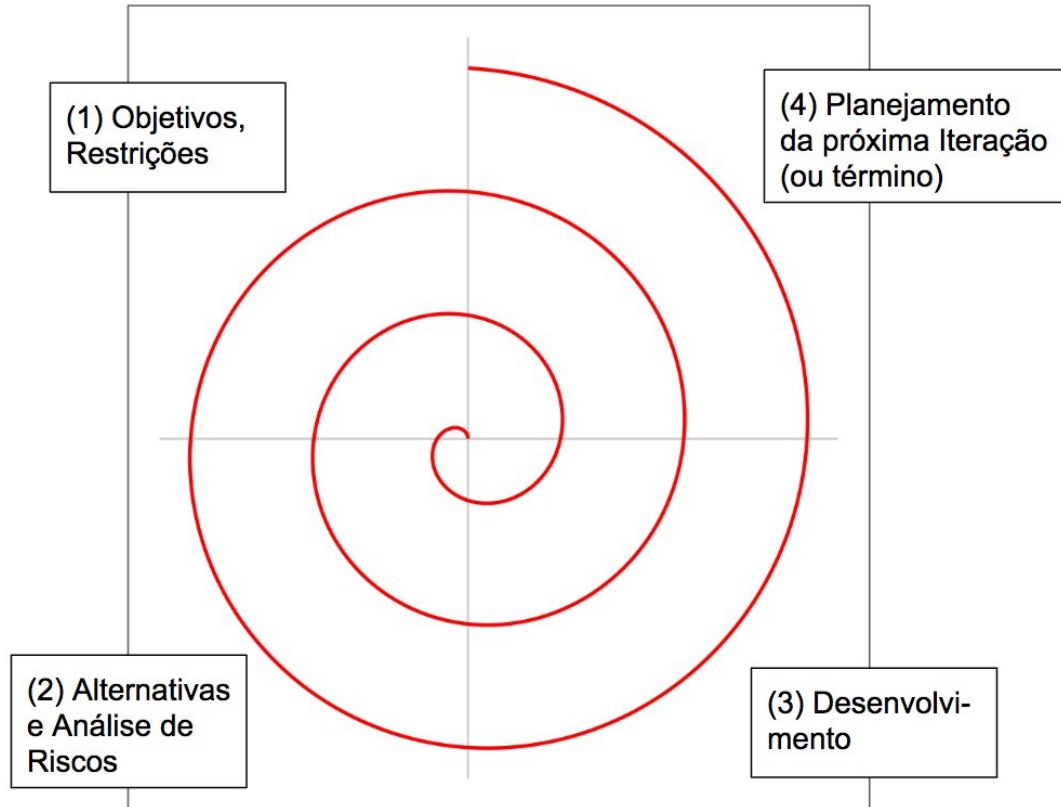 (1) Objetivos,
Restrições
(4) Planejamento
da próxima Iteração
(ou término)
(2) Alternativas
e Análise de
Riscos
(3) Desenvolvi-
mento